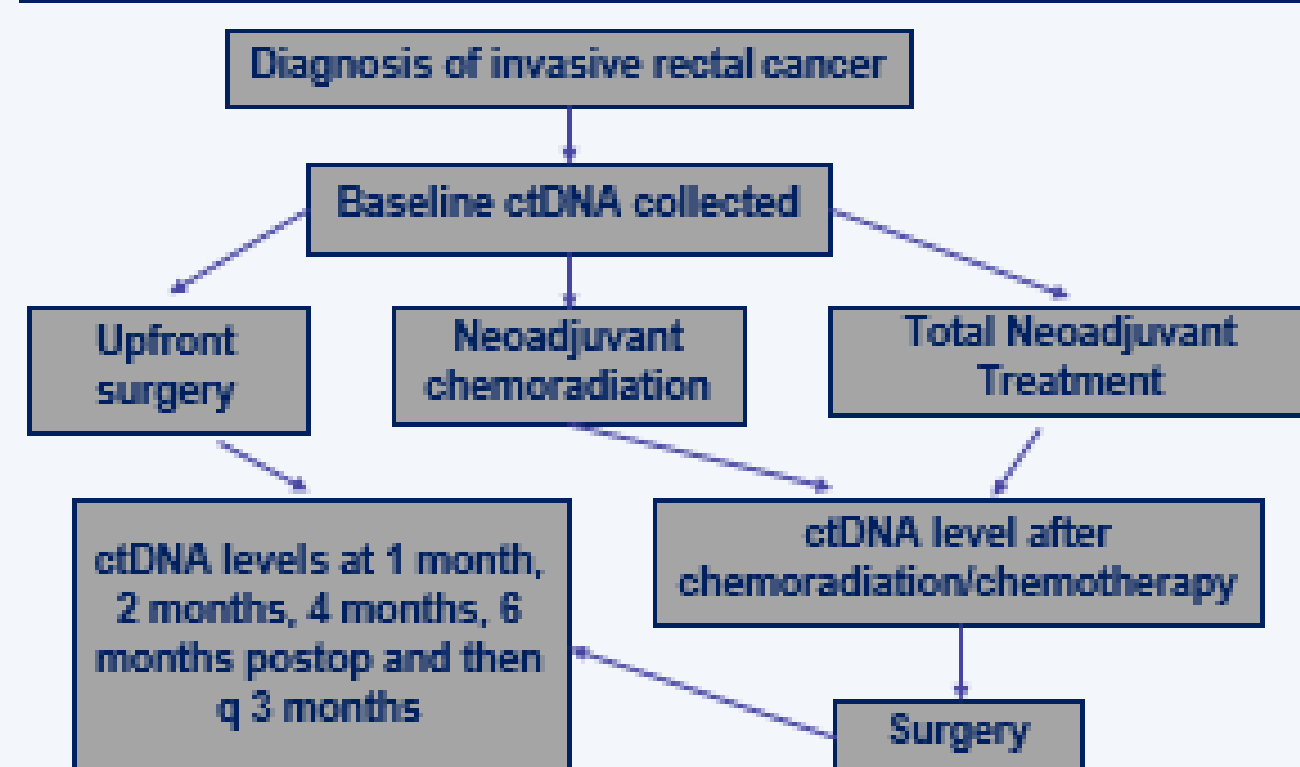 Diagnosis of invasive rectal cancer
Baseline ctDNA collected
Upfront
surgery
Neoadjuvant
chemoradiation
Total Neoadjuvant
Treatment
ctDNA levels at 1 month,
2 months, 4 months, 6
months postop and then
q 3 months
ctDNA level after
chemoradiation/chemotherapy
Surgery